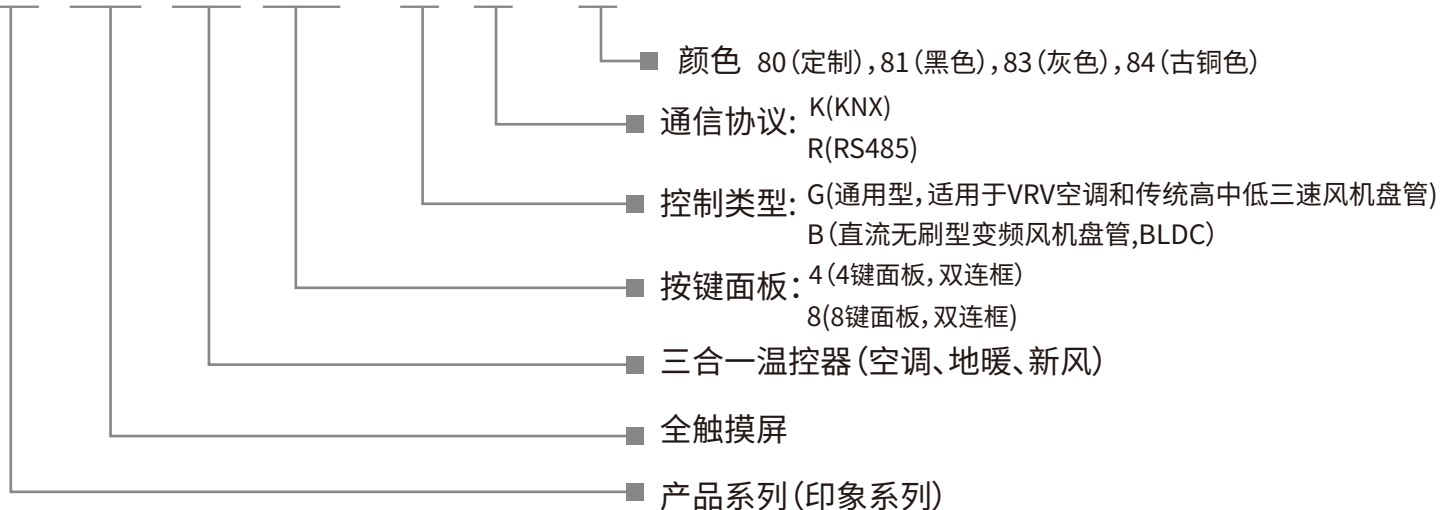 颜色 80（定制），81（黑色），83（灰色），84（古铜色）
通信协议: K(KNX)
R(RS485)
控制类型: G(通用型，适用于VRV空调和传统高中低三速风机盘管)
B（直流无刷型变频风机盘管,BLDC）
按键面板：4（4键面板，双连框）
8(8键面板，双连框)
三合一温控器（空调、地暖、新风）
全触摸屏
产品系列（印象系列）